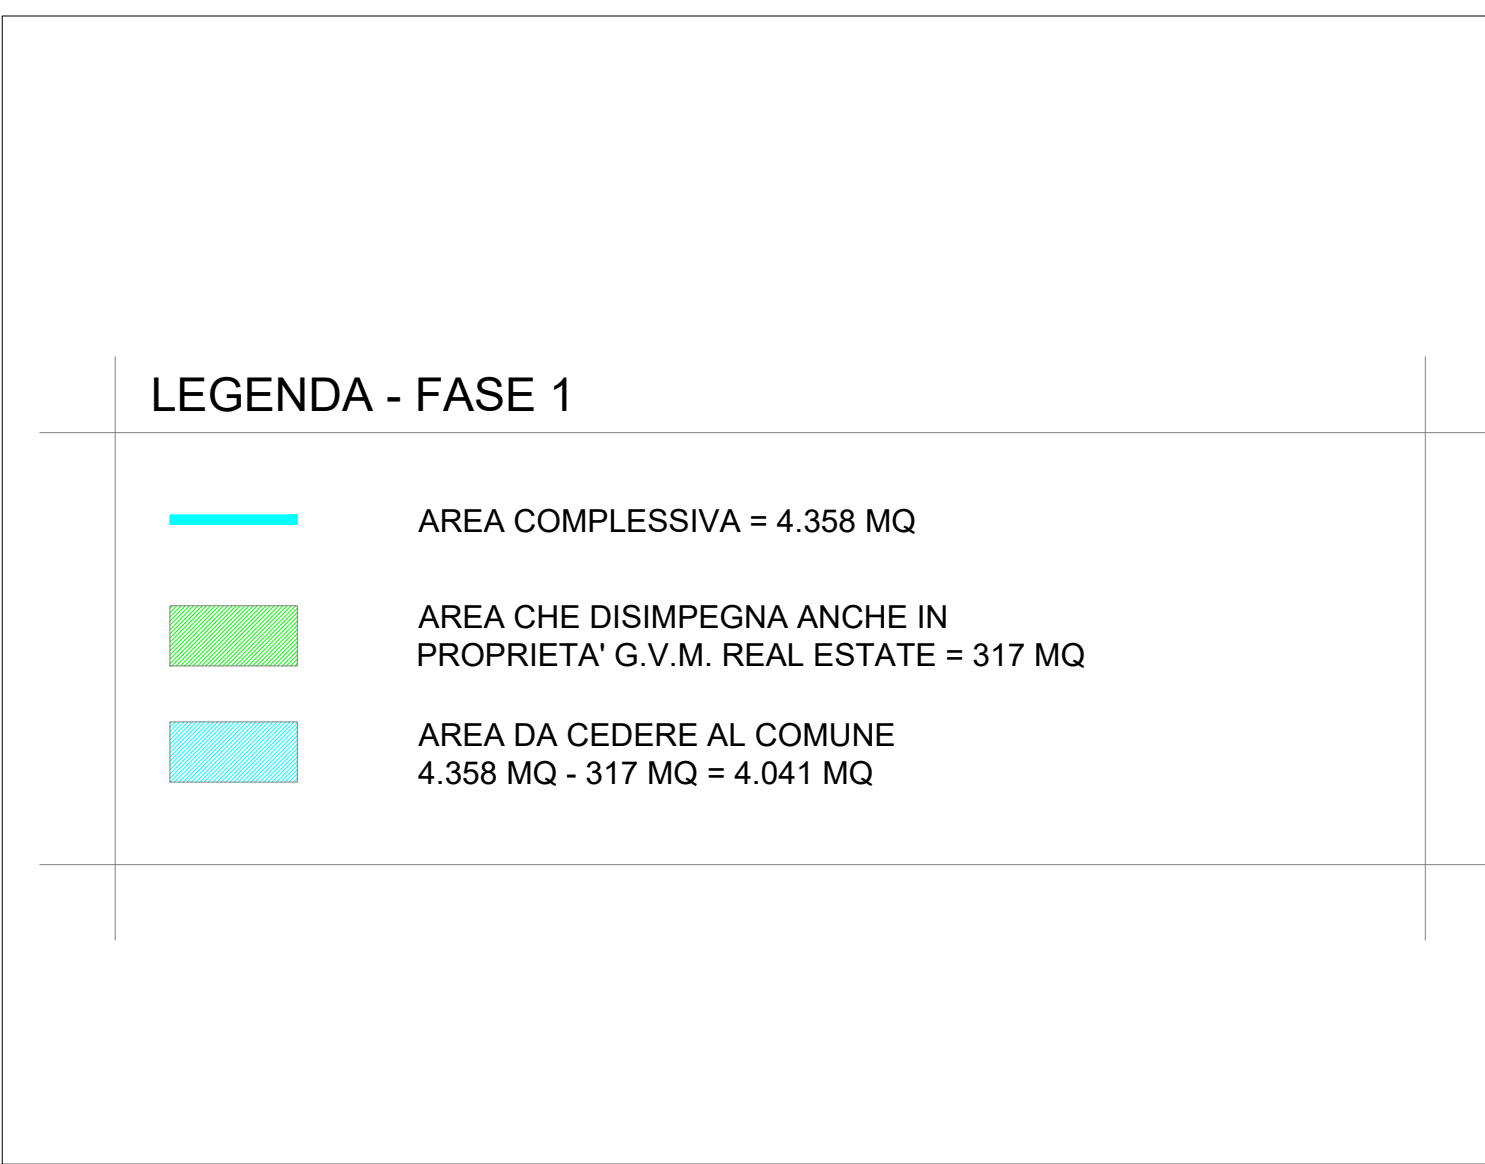 LEGENDA - FASE 1
AREA COMPLESSIVA = 4.358 MQ
AREA CHE DISIMPEGNA ANCHE IN
PROPRIETA' G.V.M. REAL ESTATE = 317 MQ
AREA DA CEDERE AL COMUNE
4.358 MQ - 317 MQ = 4.041 MQ